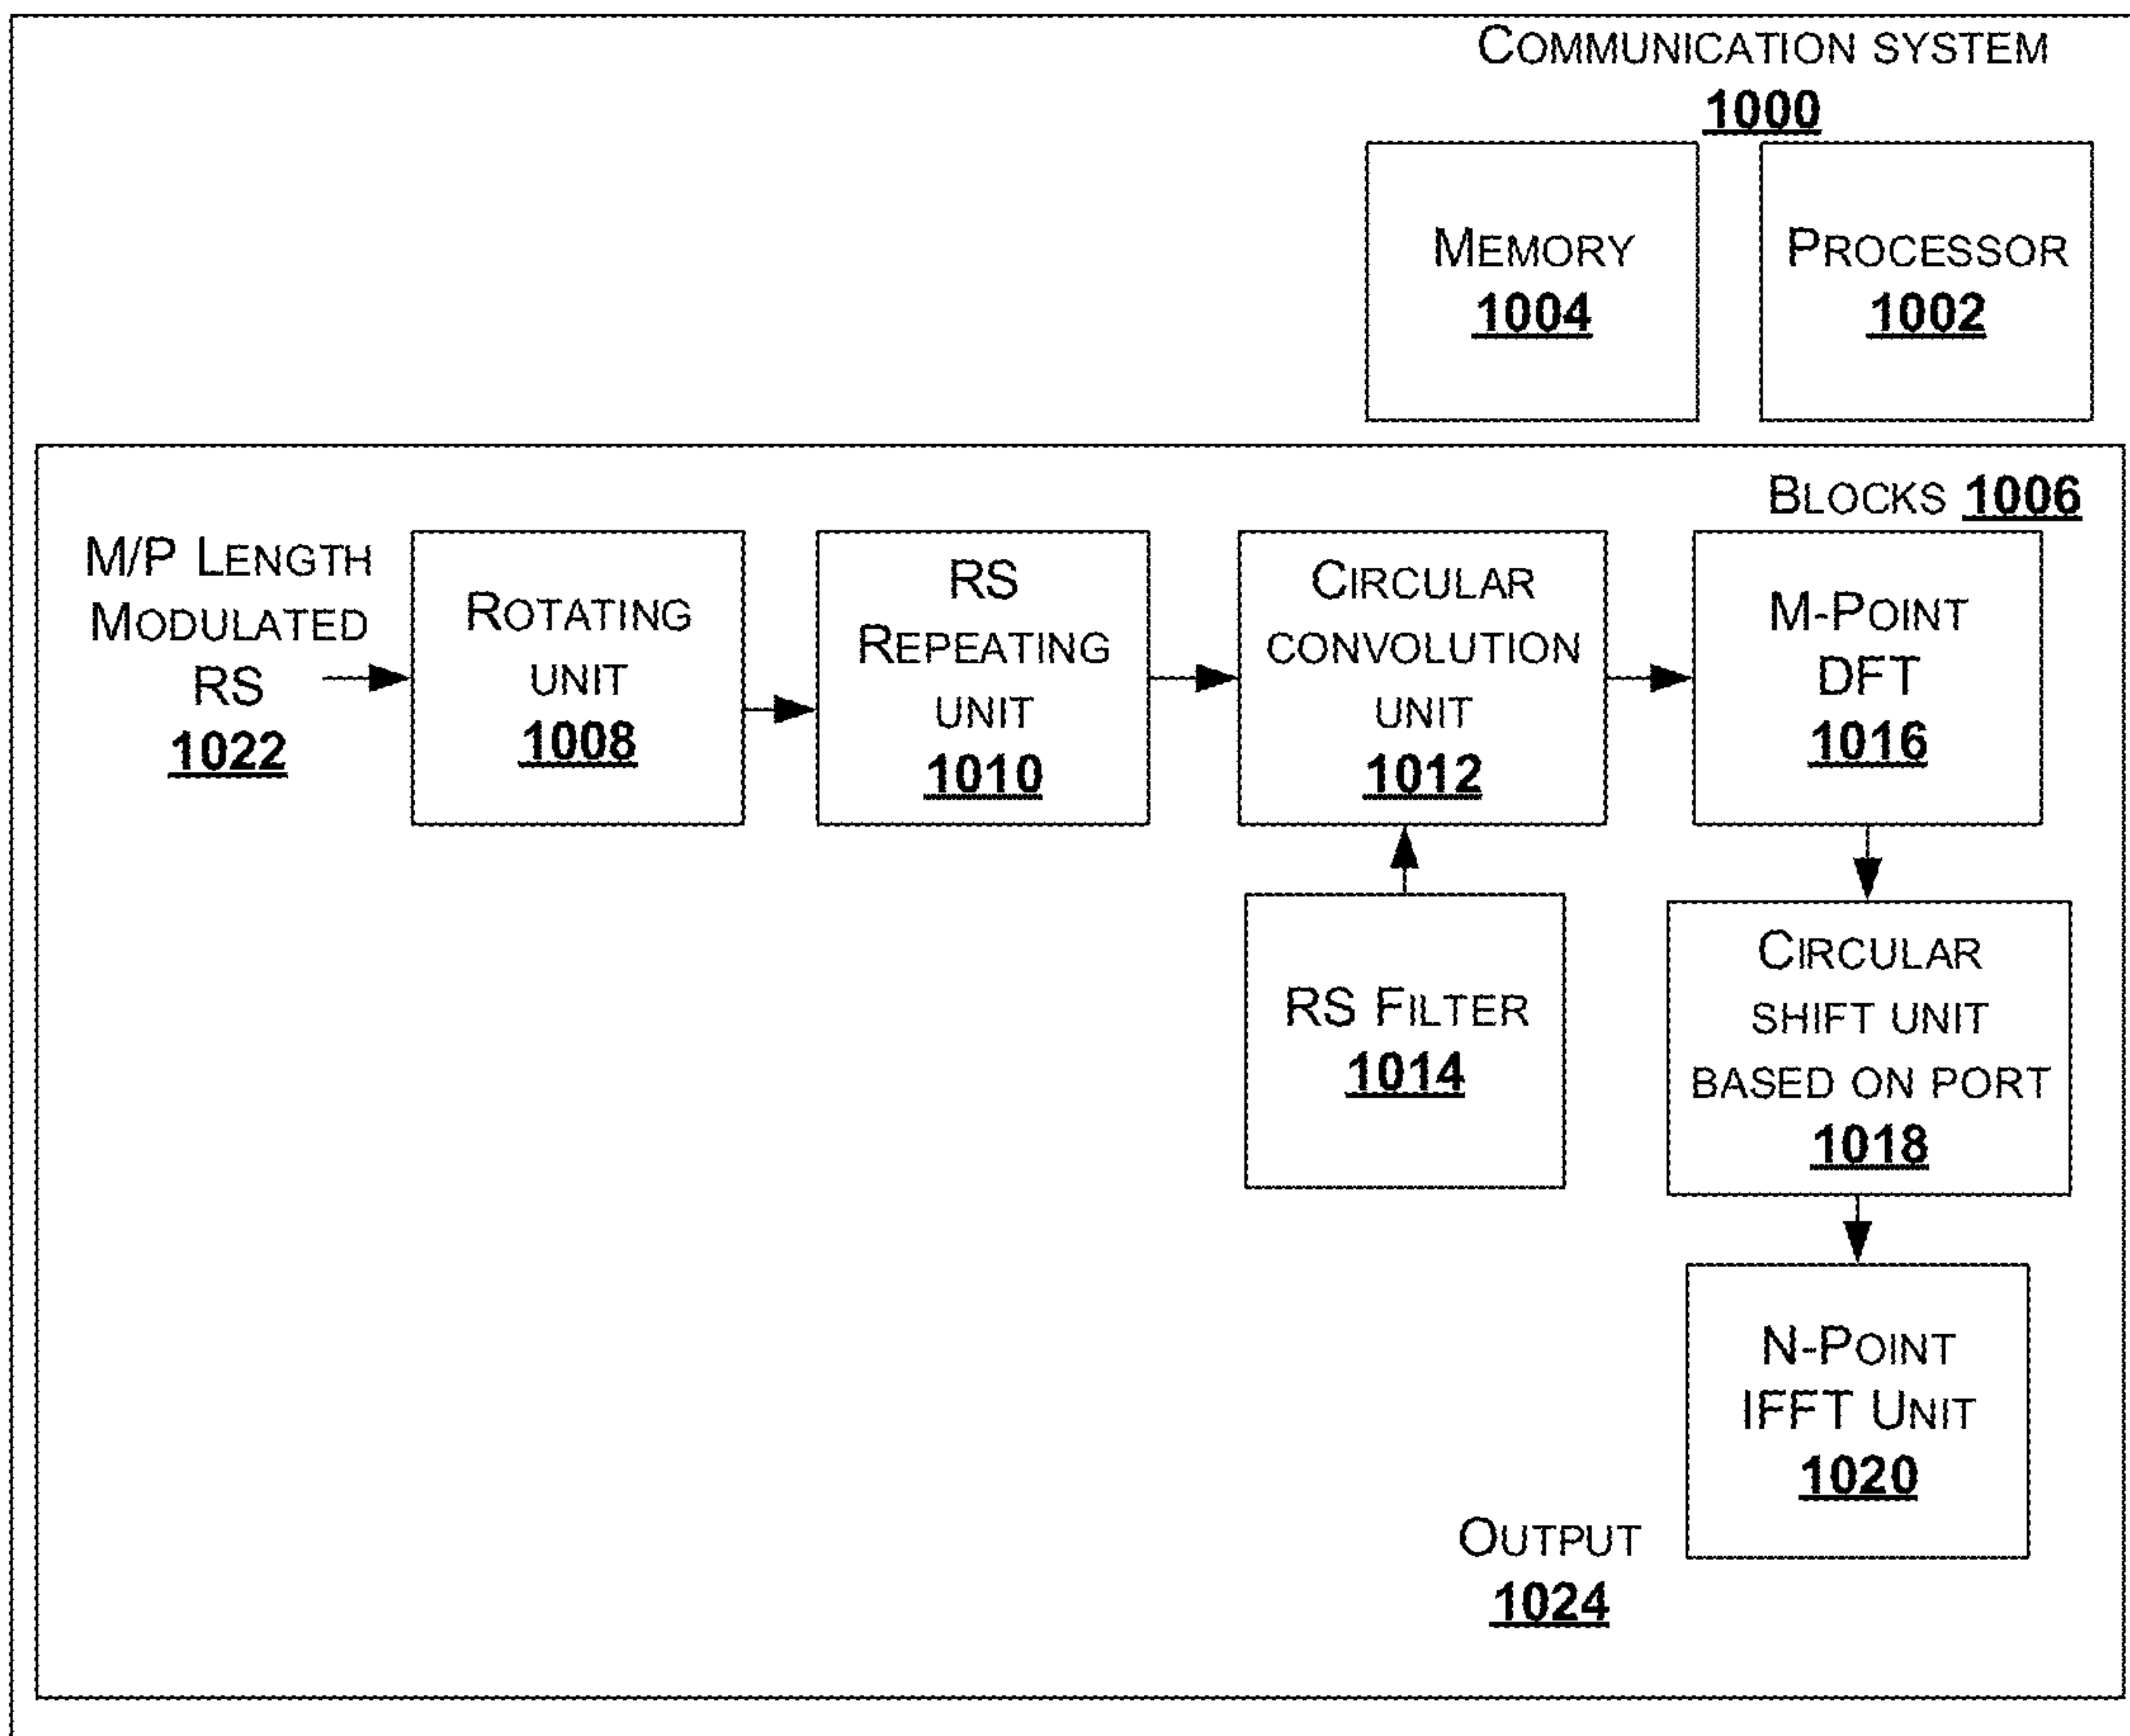 COMMUNICATION SYSTEM
1000
MEMORY
1004
PROCESSOR
1002
BLOCKS 1006
M/P LENGTH
MODULATED
RS
1022
ROTATING
UNIT
1008
RS
REPEATING
UNIT
1010
CIRCULAR
CONVOLUTION
UNIT
1012
M-POINT
DFT
1016
RS FILTER
1014
CIRCULAR
SHIFT UNIT
BASED ON PORT
1018
N-POINT
IFFT UNIT
1020
OUTPUT
1024